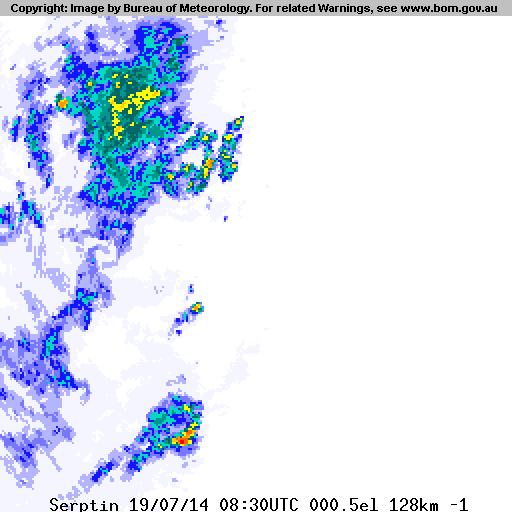 Copyright: Image by Bureau of Meteorology. For related Warnings, see www.bom.gov.au
Serptin 19/07/14 08:30UTC 000.5el 128km -1